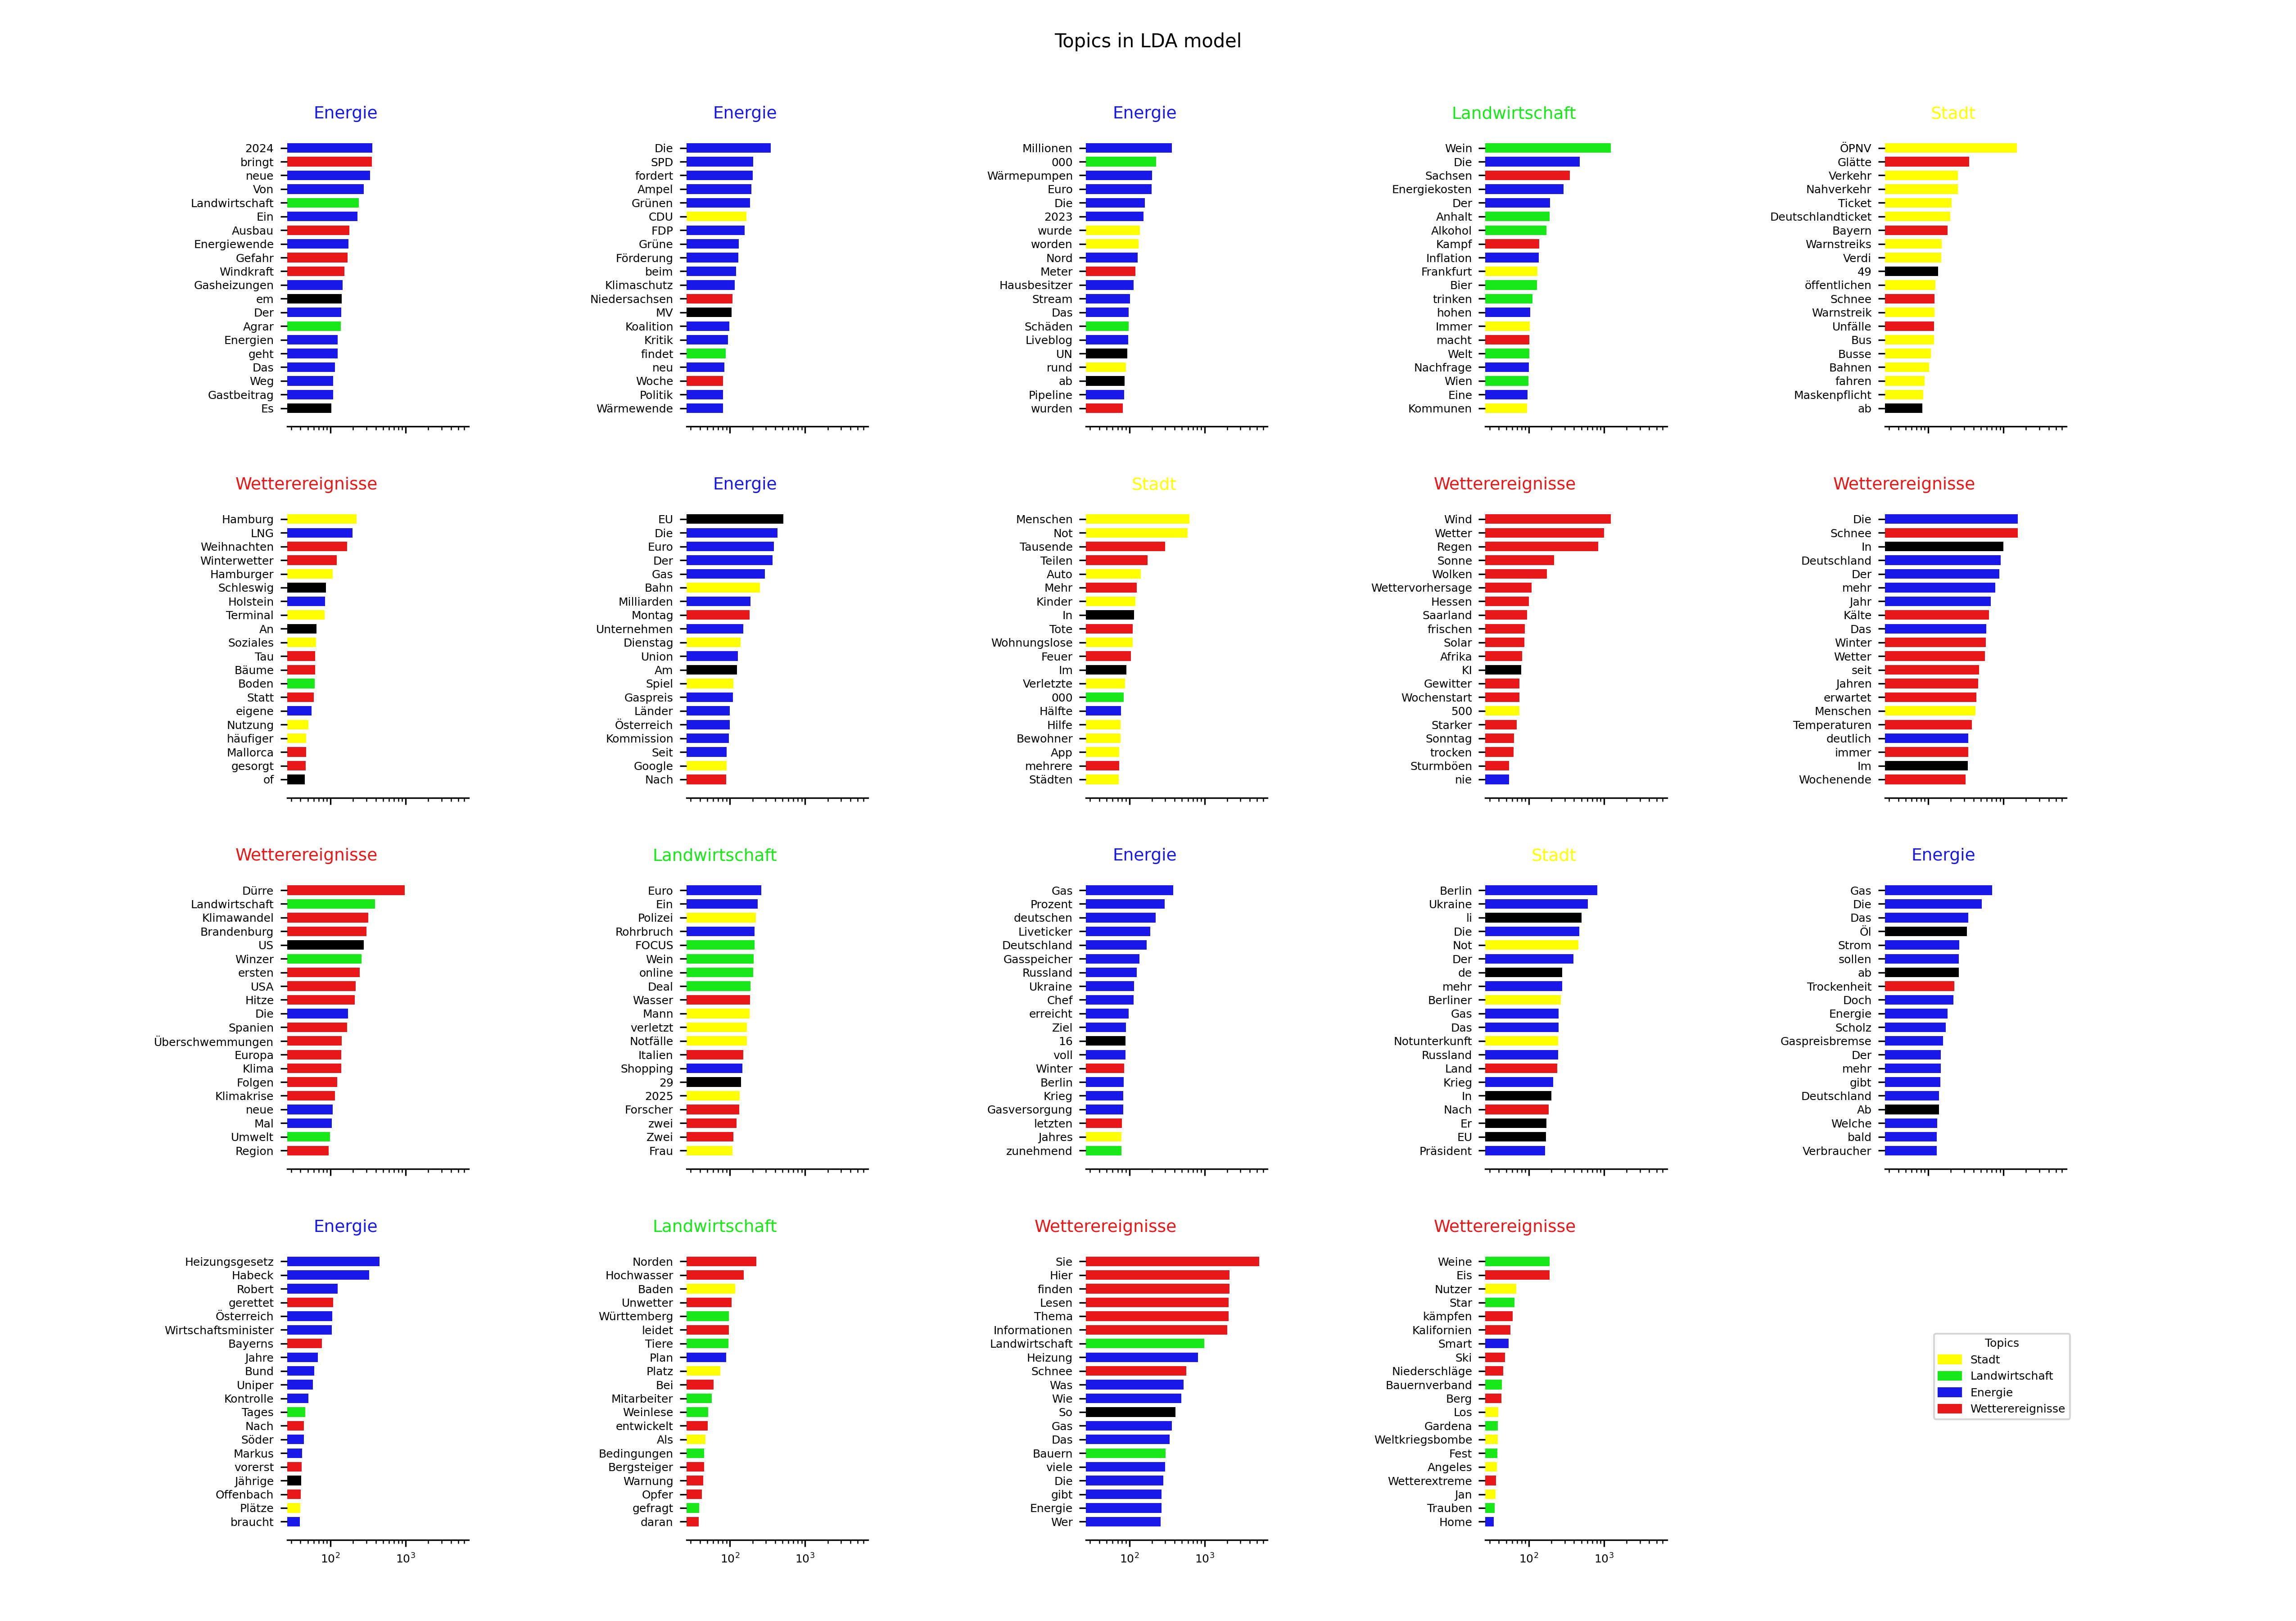 Topics in LDA model
Energie
2024
bringt
neue
Von
Landwirtschaft
Ein
Ausbau
Energiewende
Gefahr
Windkraft
Gasheizungen
em
Der
Agrar
Energien
geht
Das
Weg
Gastbeitrag
Es
Energie
Die
SPD
fordert
Ampel
Grünen
CDU
FDP
Grüne
Förderung
beim
Klimaschutz
Niedersachsen
MV
Koalition
Kritik
findet
neu
Woche
Politik
Wärmewende
Energie
Millionen
000
Wärmepumpen
Euro
Die
2023
wurde
worden
Nord
Meter
Hausbesitzer
Stream
Das
Schäden
Liveblog
UN
rund
ab
Pipeline
wurden
Landwirtschaft
Wein
Die
Sachsen
Energiekosten
Der
Anhalt
Alkohol
Kampf
Inflation
Frankfurt
Bier
trinken
hohen
Immer
macht
Welt
Nachfrage
Wien
Eine
Kommunen
Stadt
ÖPNV
Glätte
Verkehr
Nahverkehr
Ticket
Deutschlandticket
Bayern
Warnstreiks
Verdi
49
öffentlichen
Schnee
Warnstreik
Unfälle
Bus
Busse
Bahnen
fahren
Maskenpflicht
ab
Wetterereignisse
Hamburg
LNG
Weihnachten
Winterwetter
Hamburger
Schleswig
Holstein
Terminal
An
Soziales
Tau
Bäume
Boden
Statt
eigene
Nutzung
häufiger
Mallorca
gesorgt
of
Energie
EU
Die
Euro
Der
Gas
Bahn
Milliarden
Montag
Unternehmen
Dienstag
Union
Am
Spiel
Gaspreis
Länder
Österreich
Kommission
Seit
Google
Nach
Stadt
Menschen
Not
Tausende
Teilen
Auto
Mehr
Kinder
In
Tote
Wohnungslose
Feuer
Im
Verletzte
000
Hälfte
Hilfe
Bewohner
App
mehrere
Städten
Wetterereignisse
Wind
Wetter
Regen
Sonne
Wolken
Wettervorhersage
Hessen
Saarland
frischen
Solar
Afrika
KI
Gewitter
Wochenstart
500
Starker
Sonntag
trocken
Sturmböen
nie
Wetterereignisse
Die
Schnee
In
Deutschland
Der
mehr
Jahr
Kälte
Das
Winter
Wetter
seit
Jahren
erwartet
Menschen
Temperaturen
deutlich
immer
Im
Wochenende
Wetterereignisse
Dürre
Landwirtschaft
Klimawandel
Brandenburg
US
Winzer
ersten
USA
Hitze
Die
Spanien
Überschwemmungen
Europa
Klima
Folgen
Klimakrise
neue
Mal
Umwelt
Region
Landwirtschaft
Euro
Ein
Polizei
Rohrbruch
FOCUS
Wein
online
Deal
Wasser
Mann
verletzt
Notfälle
Italien
Shopping
29
2025
Forscher
zwei
Zwei
Frau
Energie
Gas
Prozent
deutschen
Liveticker
Deutschland
Gasspeicher
Russland
Ukraine
Chef
erreicht
Ziel
16
voll
Winter
Berlin
Krieg
Gasversorgung
letzten
Jahres
zunehmend
Stadt
Berlin
Ukraine
li
Die
Not
Der
de
mehr
Berliner
Gas
Das
Notunterkunft
Russland
Land
Krieg
In
Nach
Er
EU
Präsident
Energie
Gas
Die
Das
Öl
Strom
sollen
ab
Trockenheit
Doch
Energie
Scholz
Gaspreisbremse
Der
mehr
gibt
Deutschland
Ab
Welche
bald
Verbraucher
Energie
Heizungsgesetz
Habeck
Robert
gerettet
Österreich
Wirtschaftsminister
Bayerns
Jahre
Bund
Uniper
Kontrolle
Tages
Nach
Söder
Markus
vorerst
Jährige
Offenbach
Plätze
braucht
10² 10³
Landwirtschaft
Norden
Hochwasser
Baden
Unwetter
Württemberg
leidet
Tiere
Plan
Platz
Bei
Mitarbeiter
Weinlese
entwickelt
Als
Bedingungen
Bergsteiger
Warnung
Opfer
gefragt
daran
10² 10³
Wetterereignisse
Sie
Hier
finden
Lesen
Thema
Informationen
Landwirtschaft
Heizung
Schnee
Was
Wie
So
Gas
Das
Bauern
viele
Die
gibt
Energie
Wer
10² 10³
Wetterereignisse
Weine
Eis
Nutzer
Star
kämpfen
Kalifornien
Smart
Ski
Niederschläge
Bauernverband
Berg
Los
Gardena
Weltkriegsbombe
Fest
Angeles
Wetterextreme
Jan
Trauben
Home
10² 10³
Topics
Stadt
Landwirtschaft
Energie
Wetterereignisse